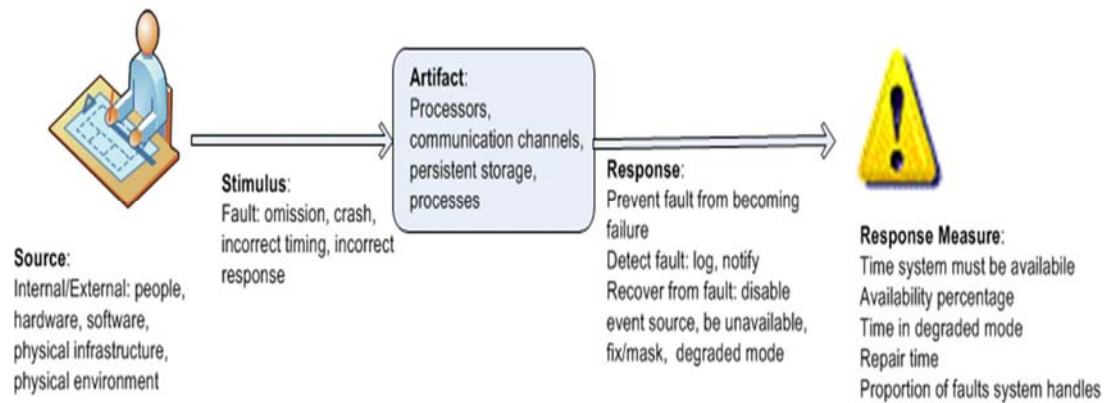 Source:
Internal/External: people,
hardware, software,
physical infrastructure,
physical environment
Stimulus:
Fault: omission, crash,
incorrect timing, incorrect
response
Artifact:
Processors,
communication channels,
persistent storage,
processes
Response:
Prevent fault from becoming
failure
Detect fault: log, notify
Recover from fault: disable
event source, be unavailable,
fix/mask, degraded mode
Response Measure:
Time system must be availabile
Availability percentage
Time in degraded mode
Repair time
Proportion of faults system handles